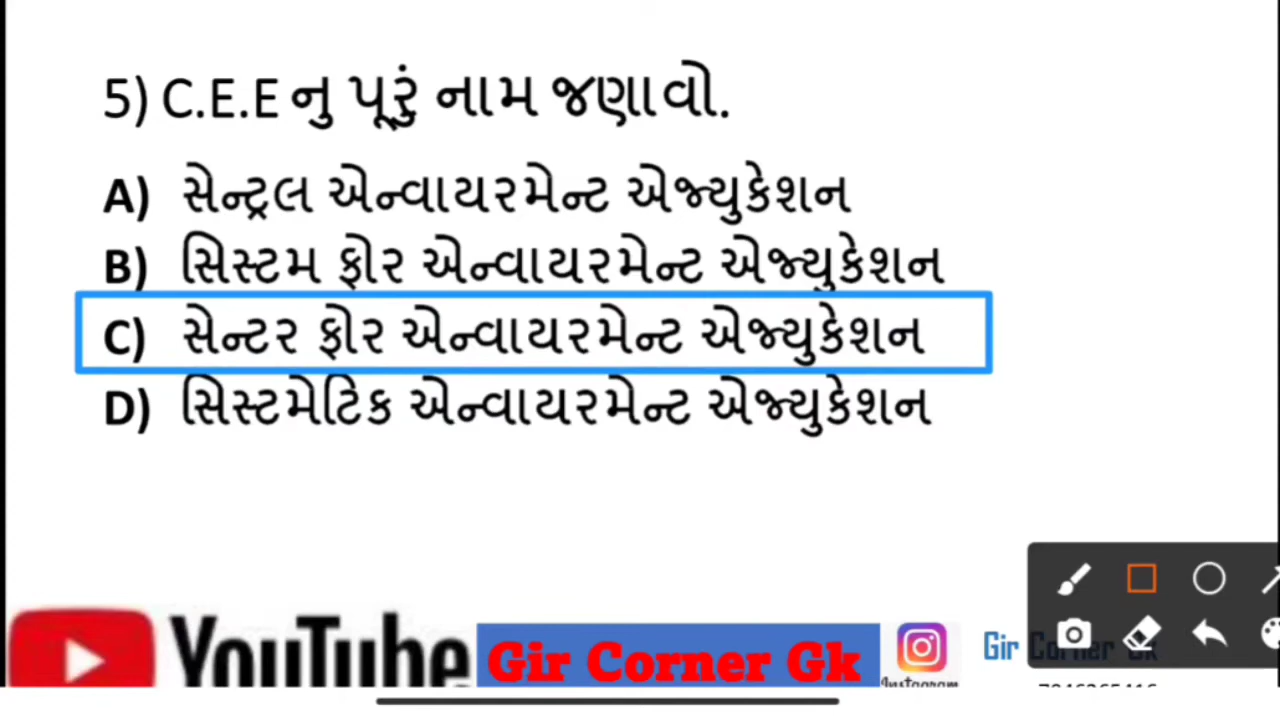 5) C.E.E નુ પૂરું નામ જણાવો.
A) સેન્ટ્રલ એન્વાયરમેન્ટ એજ્યુકેશન
B) સિસ્ટમ ફોર એન્વાયરમેન્ટ એજ્યુકેશન
C) સેન્ટર ફોર એન્વાયરમેન્ટ એજ્યુકેશન
D) સિસ્ટમેટિક એન્વાયરમેન્ટ એજ્યુકેશન
YouTube Gir Corner Gk Instagram Gir Corner Gk